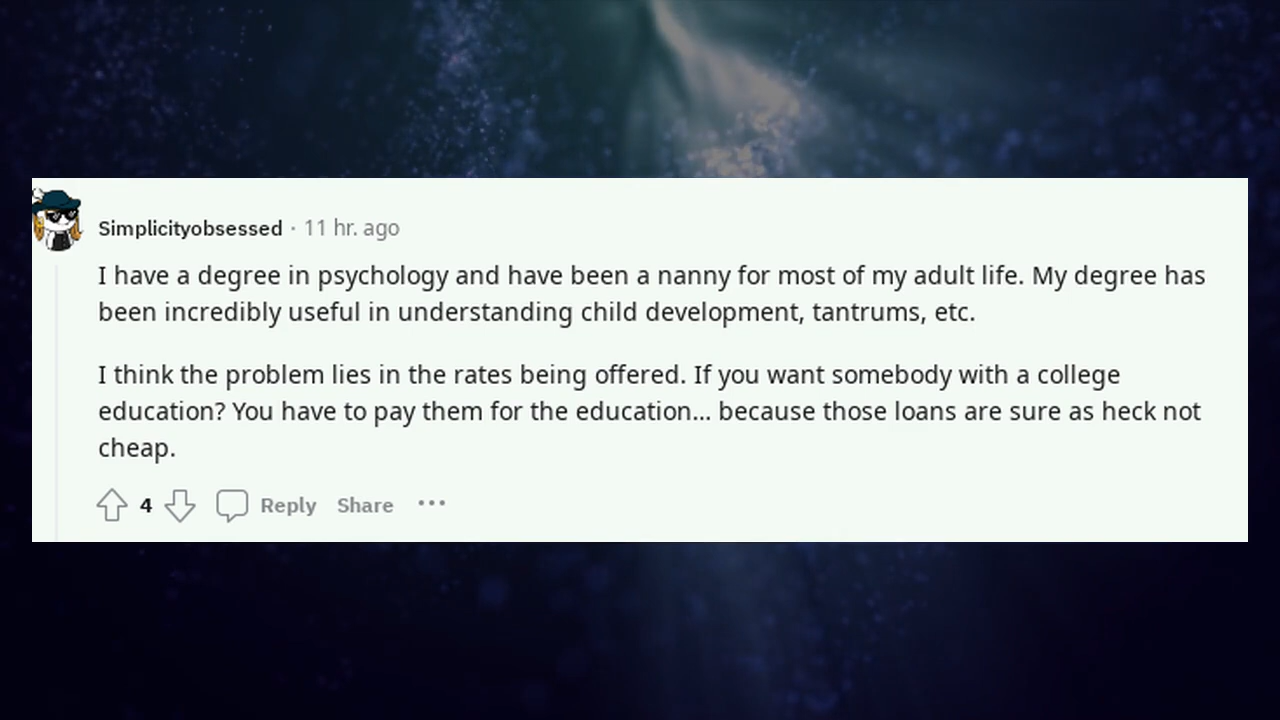 Simplicityobsessed · 11 hr. ago
I have a degree in psychology and have been a nanny for most of my adult life. My degree has
been incredibly useful in understanding child development, tantrums, etc.
I think the problem lies in the rates being offered. If you want somebody with a college
education? You have to pay them for the education... because those loans are sure as heck not
cheap.
4 Reply Share ...